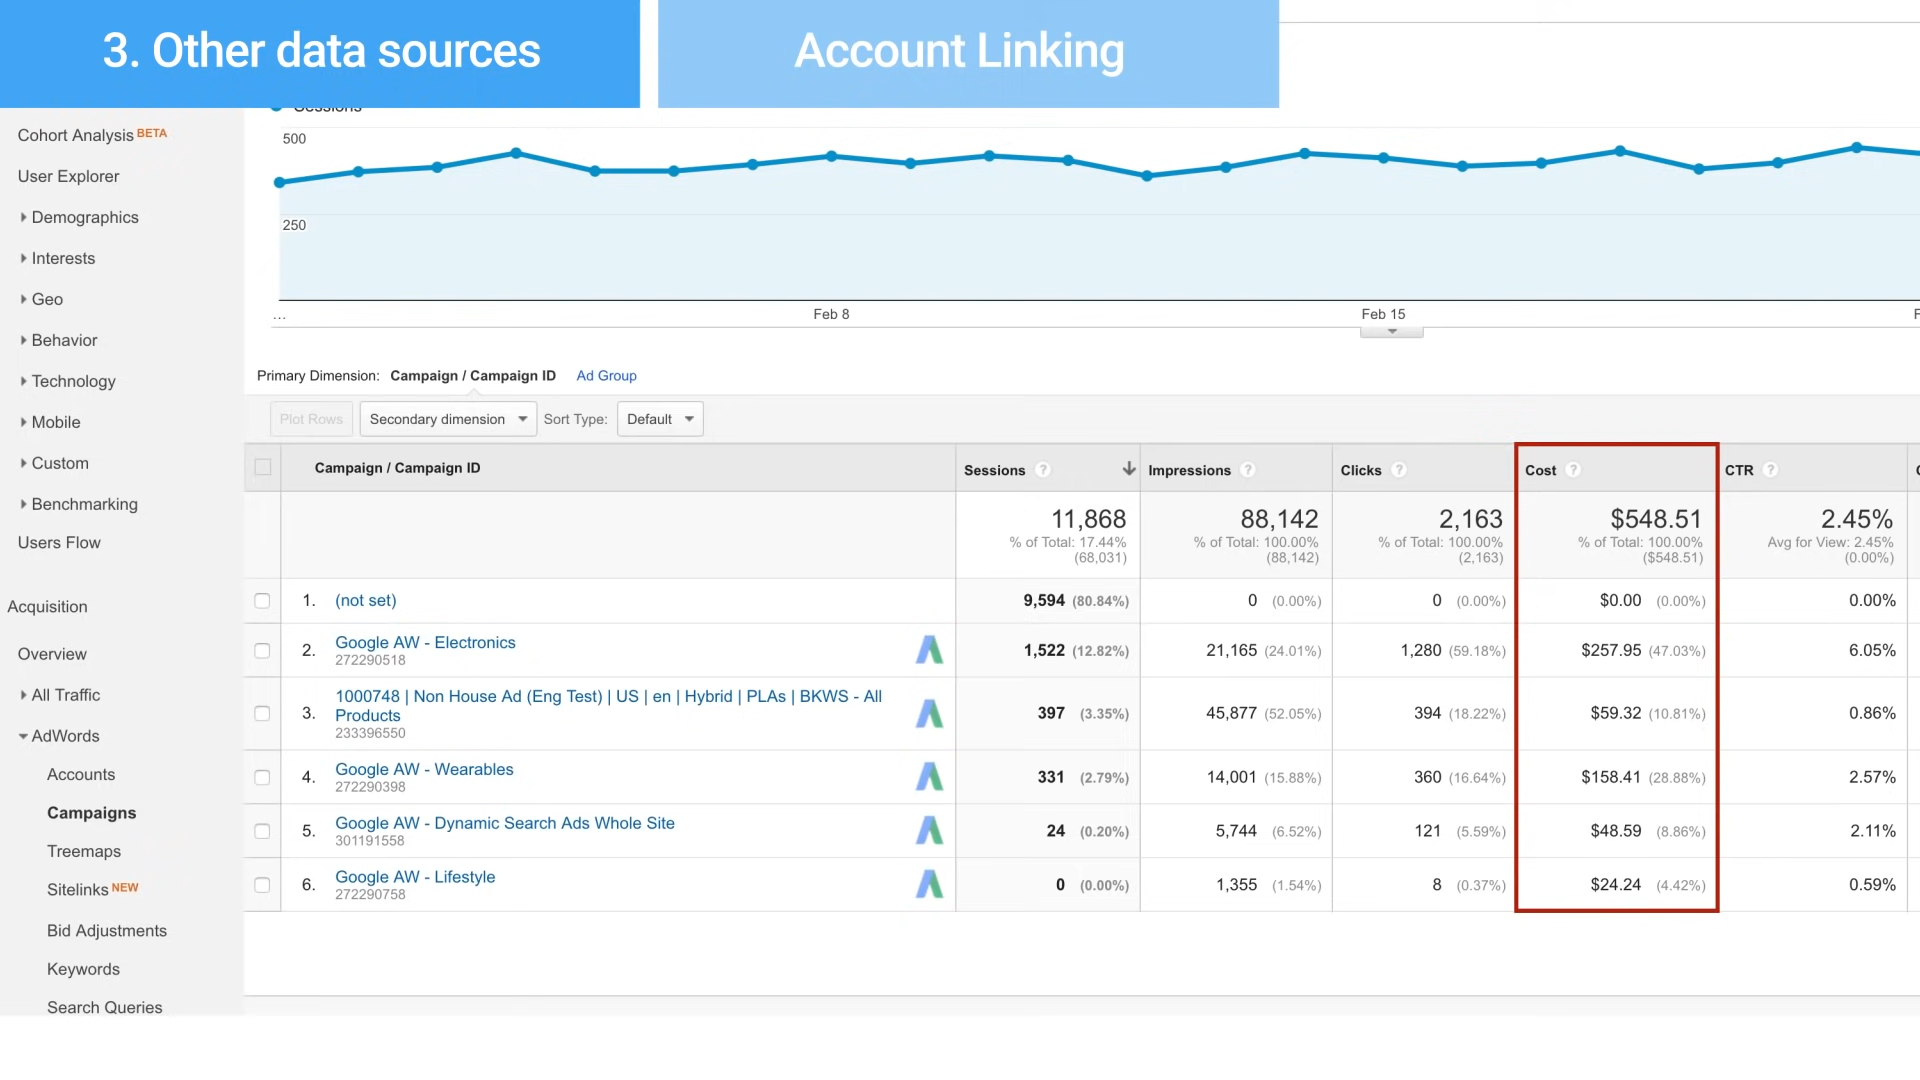 3. Other data sources
Account Linking
Sessions
Cohort Analysis BETA
User Explorer
Demographics
Interests
Geo
Behavior
Technology
Mobile
Custom
Benchmarking
Users Flow
Acquisition
Overview
All Traffic
AdWords
Accounts
Campaigns
Treemaps
Sitelinks NEW
Bid Adjustments
Keywords
Search Queries
500
250
... Feb 8 Feb 15 F
Primary Dimension: Campaign / Campaign ID Ad Group
Plot Rows Secondary dimension Sort Type: Default
Campaign / Campaign ID Sessions ? Impressions ? Clicks ? Cost ? CTR ?
11,868 88,142 2,163 $548.51 2.45%
% of Total: 17.44% % of Total: 100.00% % of Total: 100.00% % of Total: 100.00% Avg for View: 2.45%
(68,031) (88,142) (2,163) ($548.51) (0.00%)
1. (not set) 9,594 (80.84%) 0 (0.00%) 0 (0.00%) $0.00 (0.00%) 0.00%
2. Google AW - Electronics 1,522 (12.82%) 21,165 (24.01%) 1,280 (59.18%) $257.95 (47.03%) 6.05%
272290518
1000748 | Non House Ad (Eng Test) | US | en | Hybrid | PLAs | BKWS - All
3. Products 397 (3.35%) 45,877 (52.05%) 394 (18.22%) $59.32 (10.81%) 0.86%
233396550
4. Google AW - Wearables 331 (2.79%) 14,001 (15.88%) 360 (16.64%) $158.41 (28.88%) 2.57%
272290398
5. Google AW - Dynamic Search Ads Whole Site 24 (0.20%) 5,744 (6.52%) 121 (5.59%) $48.59 (8.86%) 2.11%
301191558
6. Google AW - Lifestyle 0 (0.00%) 1,355 (1.54%) 8 (0.37%) $24.24 (4.42%) 0.59%
272290758